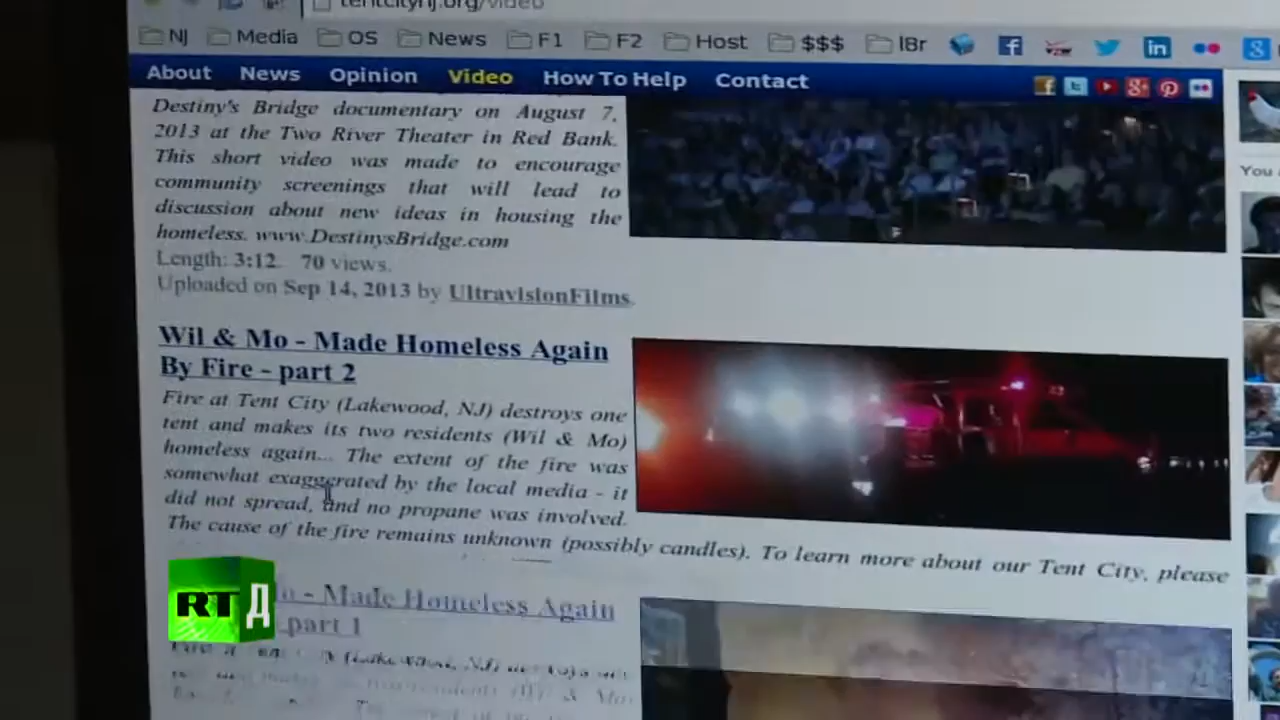 tentcitynj.org/video
NJ Media OS News F1 F2 Host $$$ l8r
About News Opinion Video How To Help Contact
Destiny's Bridge documentary on August 7,
2013 at the Two River Theater in Red Bank.
This short video was made to encourage
community screenings that will lead to
discussion about new ideas in housing the
homeless. www.DestinysBridge.com
Length: 3:12. 70 views.
Uploaded on Sep 14, 2013 by UltravisionFilms.
You
Wil & Mo - Made Homeless Again
By Fire - part 2
Fire at Tent City (Lakewood, NJ) destroys one
tent and makes its two residents (Wil & Mo)
homeless again... The extent of the fire was
somewhat exaggerated by the local media - it
did not spread, and no propane was involved.
The cause of the fire remains unknown (possibly candles). To learn more about our Tent City, please
- Made Homeless Again
part 1
(Lakewood, NJ)
RTД